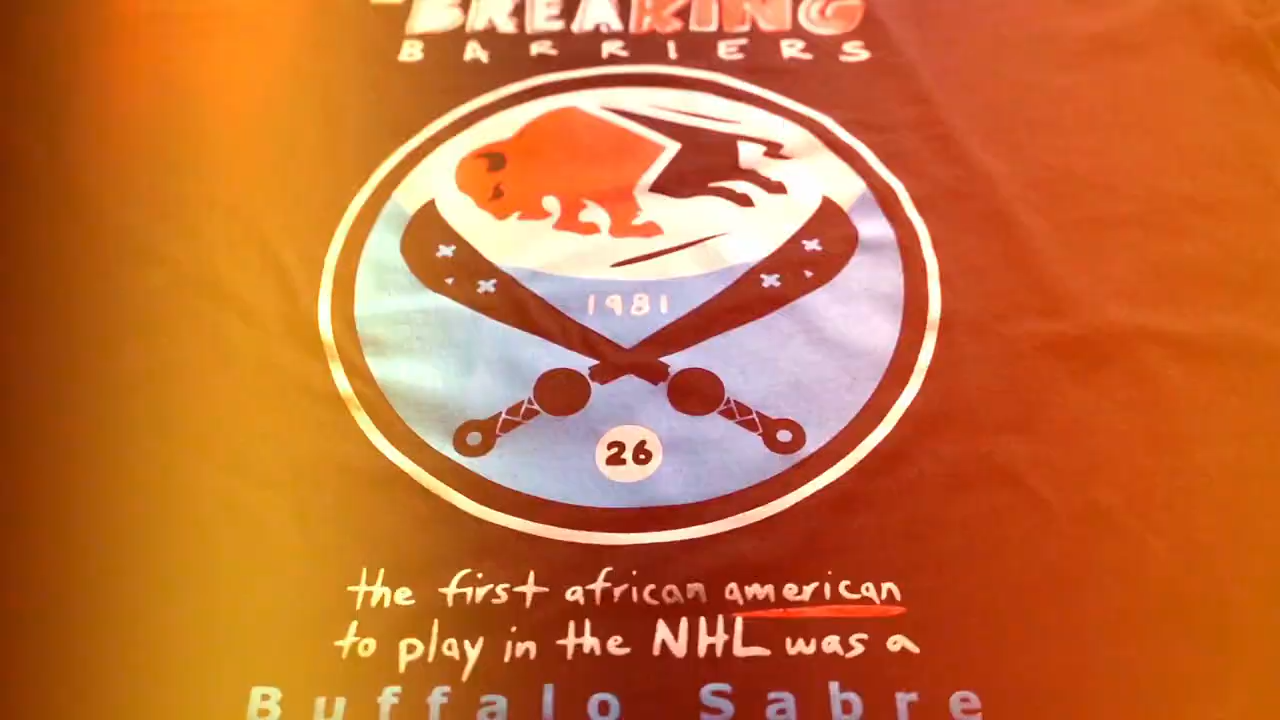 BREAKING
BARRIERS
1981
26
the first african american
to play in the NHL was a
Buffalo Sabre